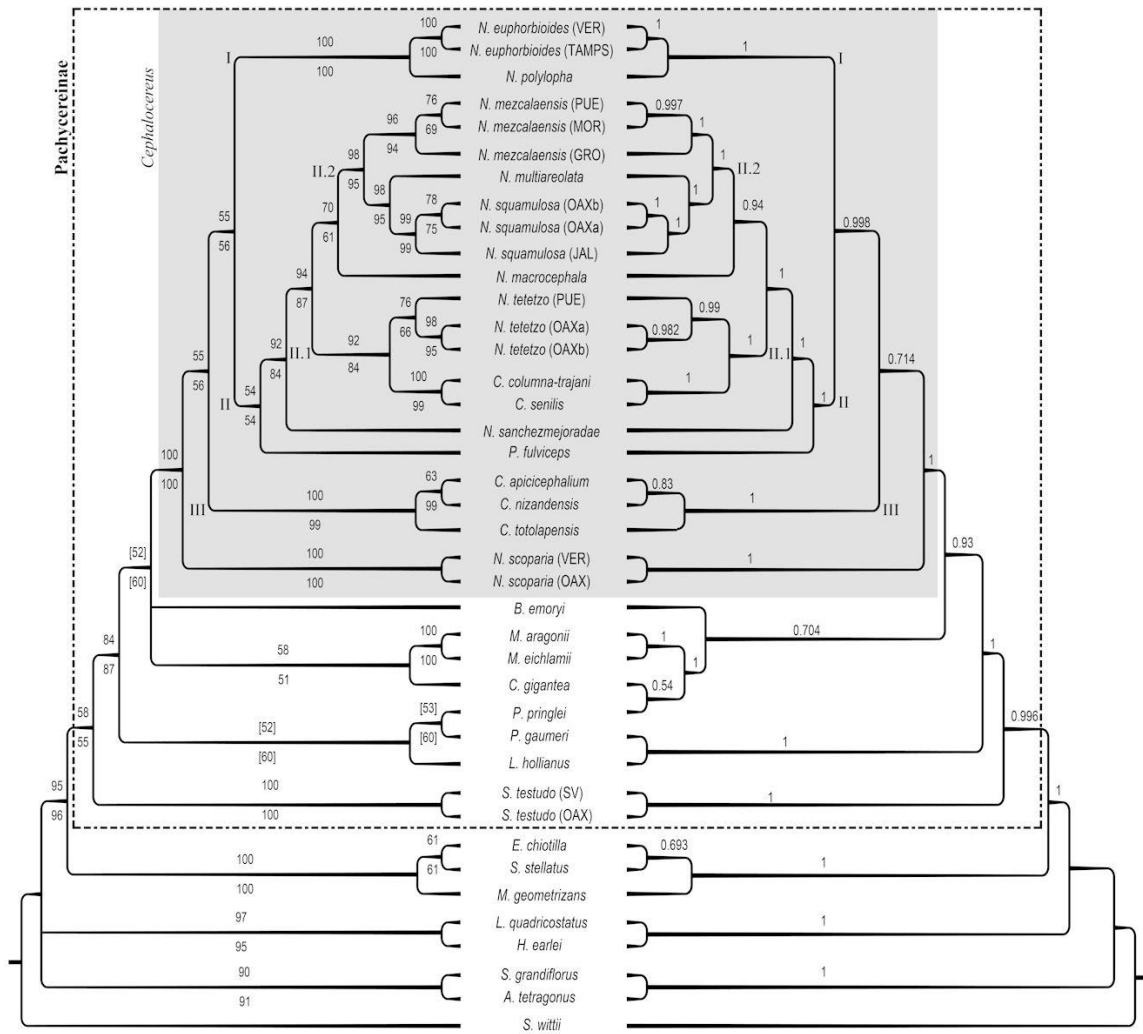 Pachycereinae
Cephalocereus
N. euphorbioides (VER)
N. euphorbioides (TAMPS)
N. polylopha
N. mezcalaensis (PUE)
N. mezcalaensis (MOR)
N. mezcalaensis (GRO)
N. multiareolata
N. squamulosa (OAXb)
N. squamulosa (OAXa)
N. squamulosa (JAL)
N. macrocephala
N. tetetzo (PUE)
N. tetetzo (OAXa)
N. tetetzo (OAXb)
C. columna-trajani
C. senilis
N. sanchezmejoradae
P. fulviceps
C. apicicephalium
C. nizandensis
C. totolapensis
N. scoparia (VER)
N. scoparia (OAX)
B. emoryi
M. aragonii
M. eichlamii
C. gigantea
P. pringlei
P. gaumeri
L. hollianus
S. testudo (SV)
S. testudo (OAX)
E. chiotilla
S. stellatus
M. geometrizans
L. quadricostatus
H. earlei
S. grandiflorus
A. tetragonus
S. wittii
I
II
II.1
II.2
III
100
100
100
100
76
69
96
94
98
95
98
95
78
75
99
99
70
61
94
87
76
66
98
95
92
84
100
99
92
84
54
54
55
56
55
56
63
99
100
99
100
100
100
100
[52]
[60]
100
100
58
51
84
87
[53]
[60]
[52]
[60]
58
55
100
100
95
96
61
61
100
100
97
95
90
91
1
1
I
0.997
1
1
II.2
1
1
1
0.94
0.998
1
0.99
0.982
1
II.1
1
1
1
II
0.714
0.83
1
III
1
1
0.93
1
0.704
1
0.54
1
1
0.996
1
1
0.693
1
1
1